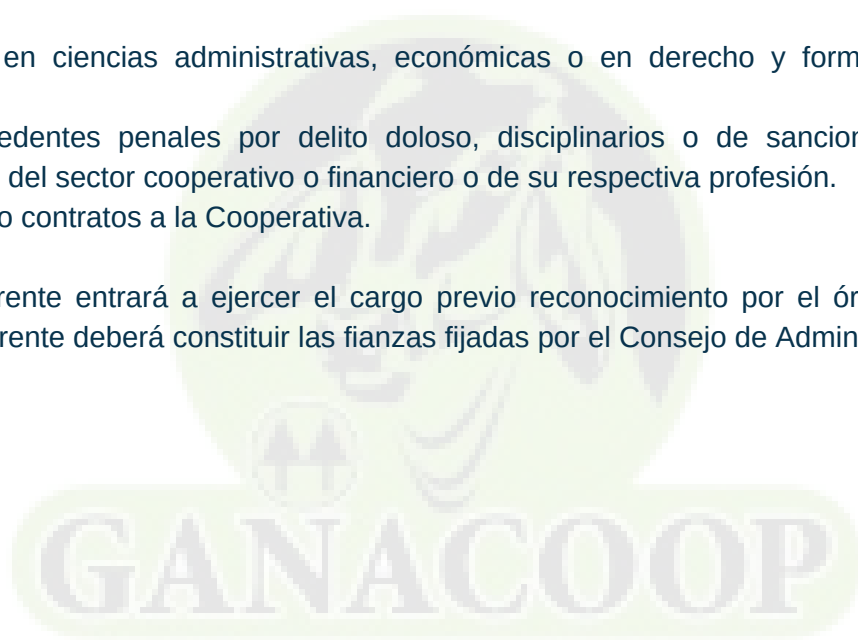 en ciencias administrativas, económicas o en derecho y form
edentes penales por delito doloso, disciplinarios o de sancion
del sector cooperativo o financiero o de su respectiva profesión.
o contratos a la Cooperativa.
rente entrará a ejercer el cargo previo reconocimiento por el ór
rente deberá constituir las fianzas fijadas por el Consejo de Admin
GANACOOP